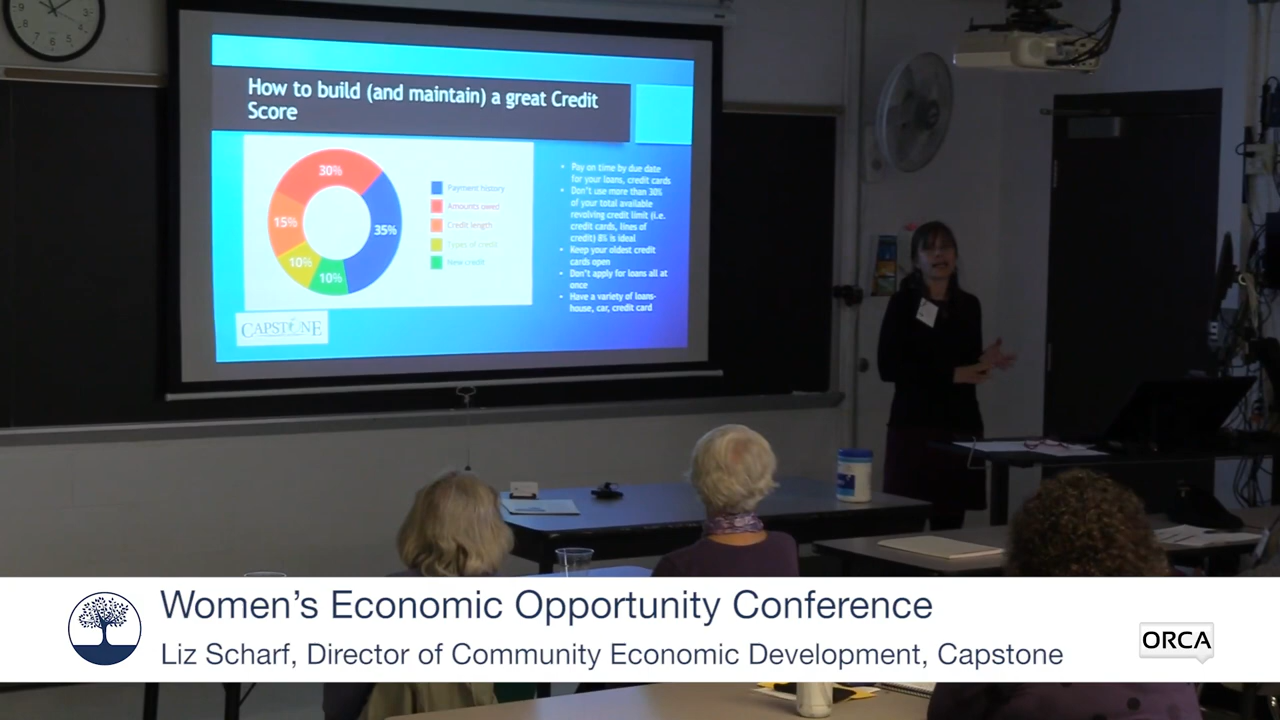 How to build (and maintain) a great Credit
Score
30%
35%
15%
10%
10%
Payment history
Amounts owed
Credit length
Types of credit
New credit
Pay on time by due date
for your loans, credit cards
Don't use more than 30%
of your total available
revolving credit limit (i.e.
credit cards, lines of
credit) 8% is ideal
Keep your oldest credit
cards open
Don't apply for loans all at
once
Have a variety of loans-
house, car, credit card
CAPSTONE
Women's Economic Opportunity Conference
Liz Scharf, Director of Community Economic Development, Capstone
ORCA